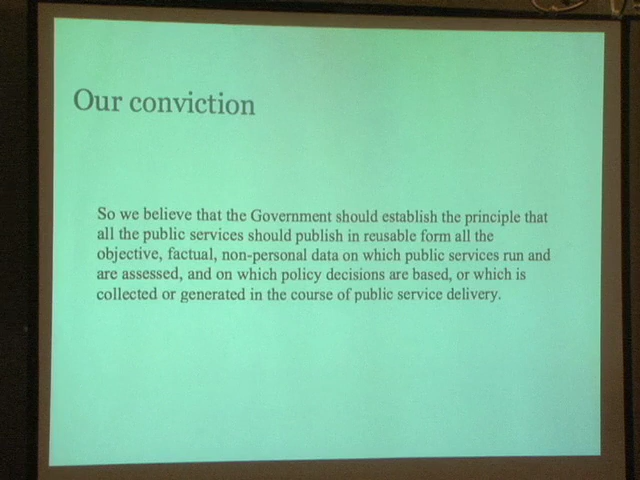 Our conviction
So we believe that the Government should establish the principle that
all the public services should publish in reusable form all the
objective, factual, non-personal data on which public services run and
are assessed, and on which policy decisions are based, or which is
collected or generated in the course of public service delivery.